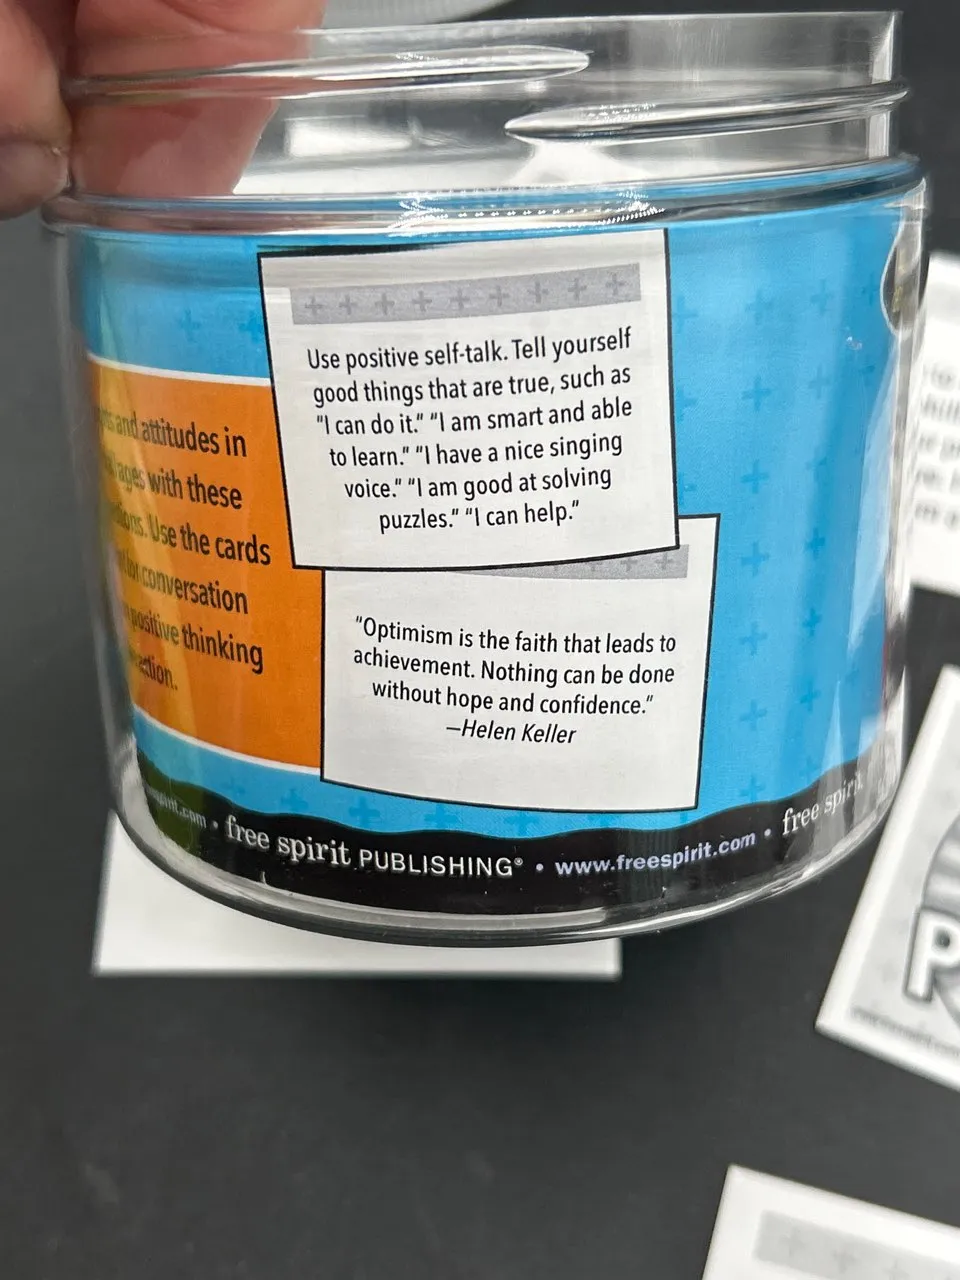 and attitudes in
with these
Use the cards
for conversation
positive thinking
Use positive self-talk. Tell yourself
good things that are true, such as
"I can do it." "I am smart and able
to learn." "I have a nice singing
voice." "I am good at solving
puzzles." "I can help."
"Optimism is the faith that leads to
achievement. Nothing can be done
without hope and confidence."
—Helen Keller
free spirit PUBLISHING® • www.freespirit.com • free spirit